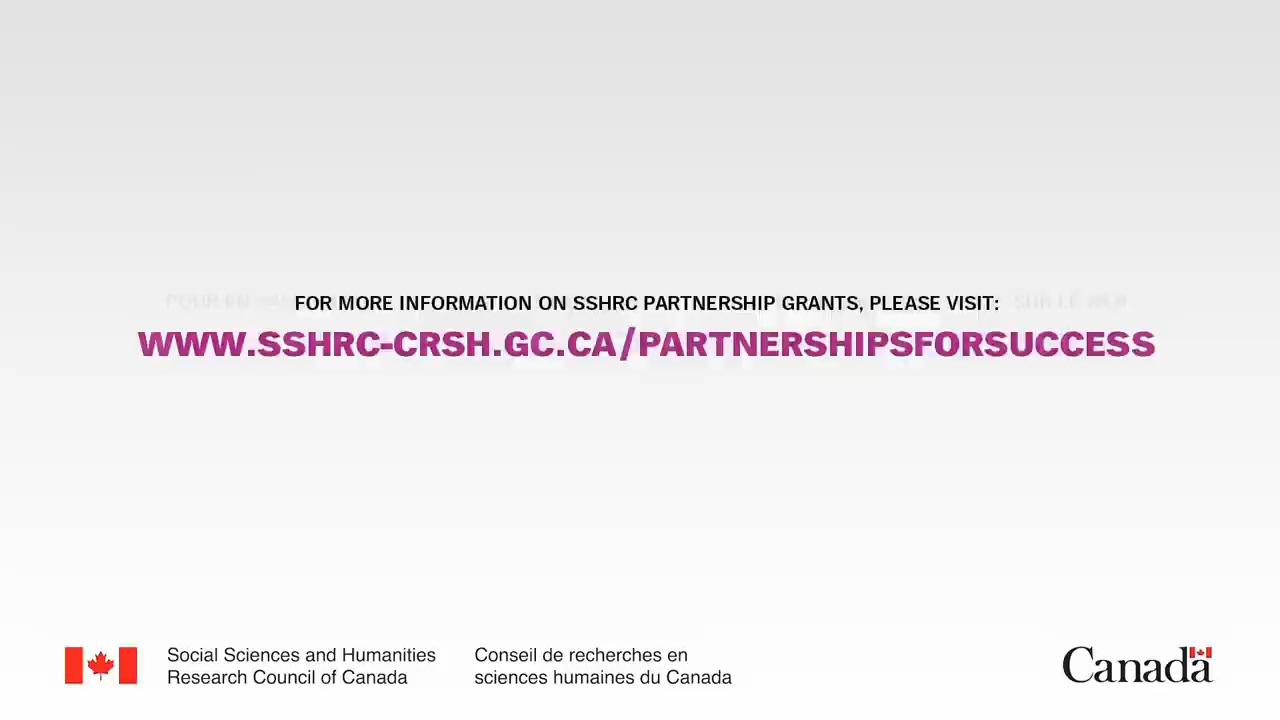 FOR MORE INFORMATION ON SSHRC PARTNERSHIP GRANTS, PLEASE VISIT:
WWW.SSHRC-CRSH.GC.CA/PARTNERSHIPSFORSUCCESS
Social Sciences and Humanities
Research Council of Canada
Conseil de recherches en
sciences humaines du Canada
Canada